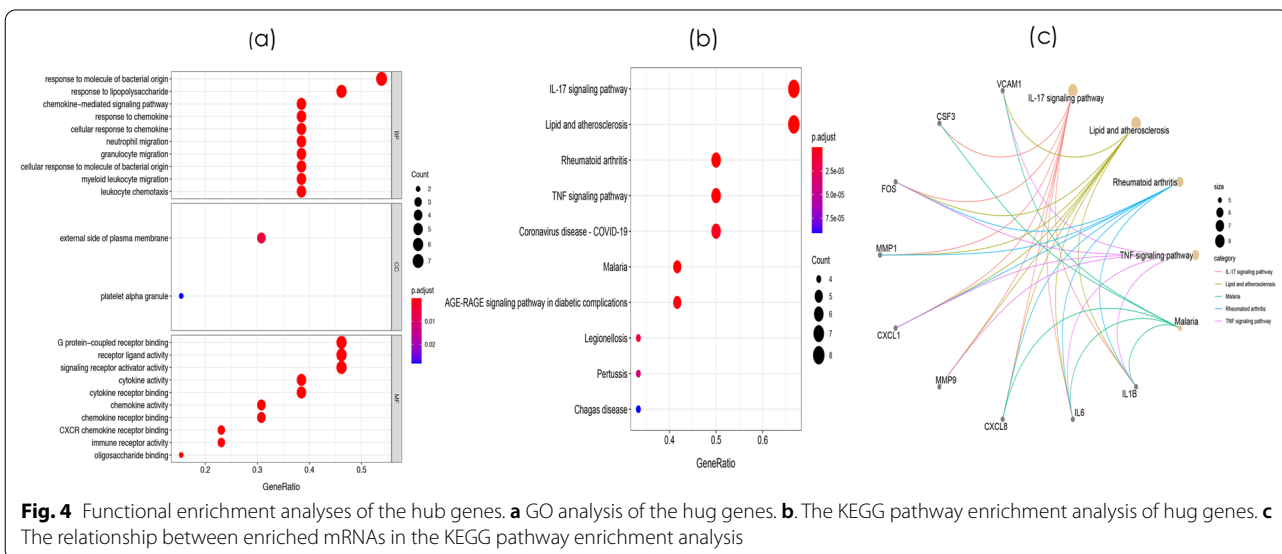 (a)
response to molecule of bacterial origin
response to lipopolysaccharide
chemokine-mediated signaling pathway
response to chemokine
cellular response to chemokine
neutrophil migration
granulocyte migration
cellular response to molecule of bacterial origin
myeloid leukocyte migration
leukocyte chemotaxis
BP
external side of plasma membrane
platelet alpha granule
CC
G protein-coupled receptor binding
receptor ligand activity
signaling receptor activator activity
cytokine activity
cytokine receptor binding
chemokine activity
chemokine receptor binding
CXCR chemokine receptor binding
immune receptor activity
oligosaccharide binding
MF
0.2 0.3 0.4 0.5
GeneRatio
Count
2
3
4
5
6
7
p.adjust
0.01
0.02
(b)
IL-17 signaling pathway
Lipid and atherosclerosis
Rheumatoid arthritis
TNF signaling pathway
Coronavirus disease - COVID-19
Malaria
AGE-RAGE signaling pathway in diabetic complications
Legionellosis
Pertussis
Chagas disease
0.4 0.5 0.6
GeneRatio
p.adjust
2.5e-05
5.0e-05
7.5e-05
Count
4
5
6
7
8
(c)
VCAM1
IL-17 signaling pathway
CSF3
Lipid and atherosclerosis
FOS
Rheumatoid arthritis
MMP1
TNF signaling pathway
CXCL1
Malaria
MMP9
IL1B
CXCL8
IL6
size
5
6
7
8
category
IL-17 signaling pathway
Lipid and atherosclerosis
Malaria
Rheumatoid arthritis
TNF signaling pathway
Fig. 4 Functional enrichment analyses of the hub genes. a GO analysis of the hug genes. b. The KEGG pathway enrichment analysis of hug genes. c
The relationship between enriched mRNAs in the KEGG pathway enrichment analysis